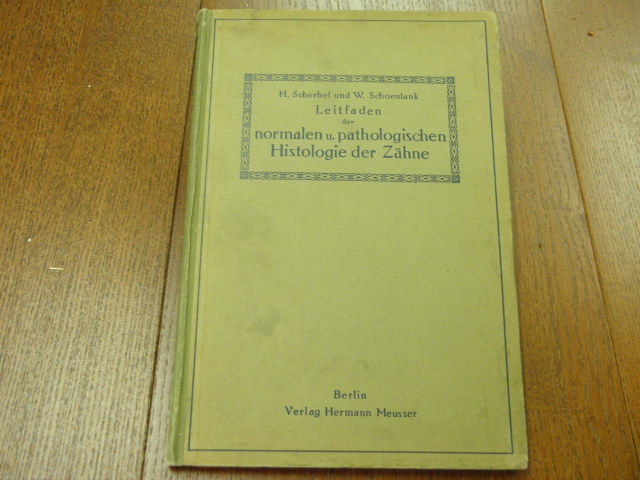 H. Scherbel und W. Schoenlank
Leitfaden
der
normalen u. pathologischen
Histologie der Zähne
Berlin
Verlag Hermann Meusser